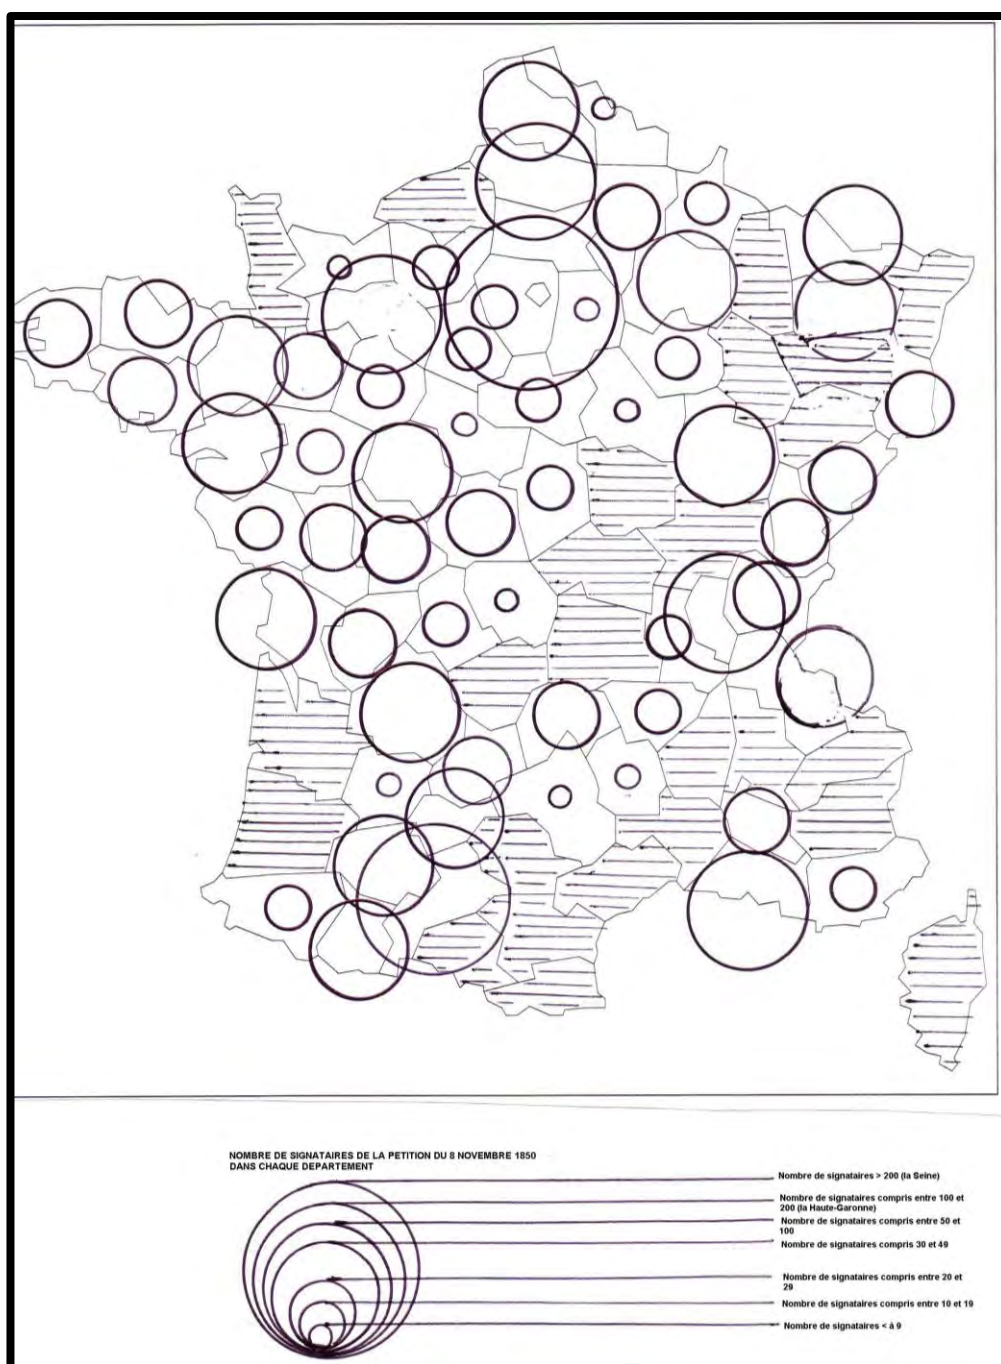 NOMBRE DE SIGNATAIRES DE LA PETITION DU 8 NOVEMBRE 1850
DANS CHAQUE DEPARTEMENT
Nombre de signataires > 200 (la Seine)
Nombre de signataires compris entre 100 et
200 (la Haute-Garonne)
Nombre de signataires compris entre 50 et
100
Nombre de signataires compris 30 et 49
Nombre de signataires compris entre 20 et
29
Nombre de signataires compris entre 10 et 19
Nombre de signataires < à 9